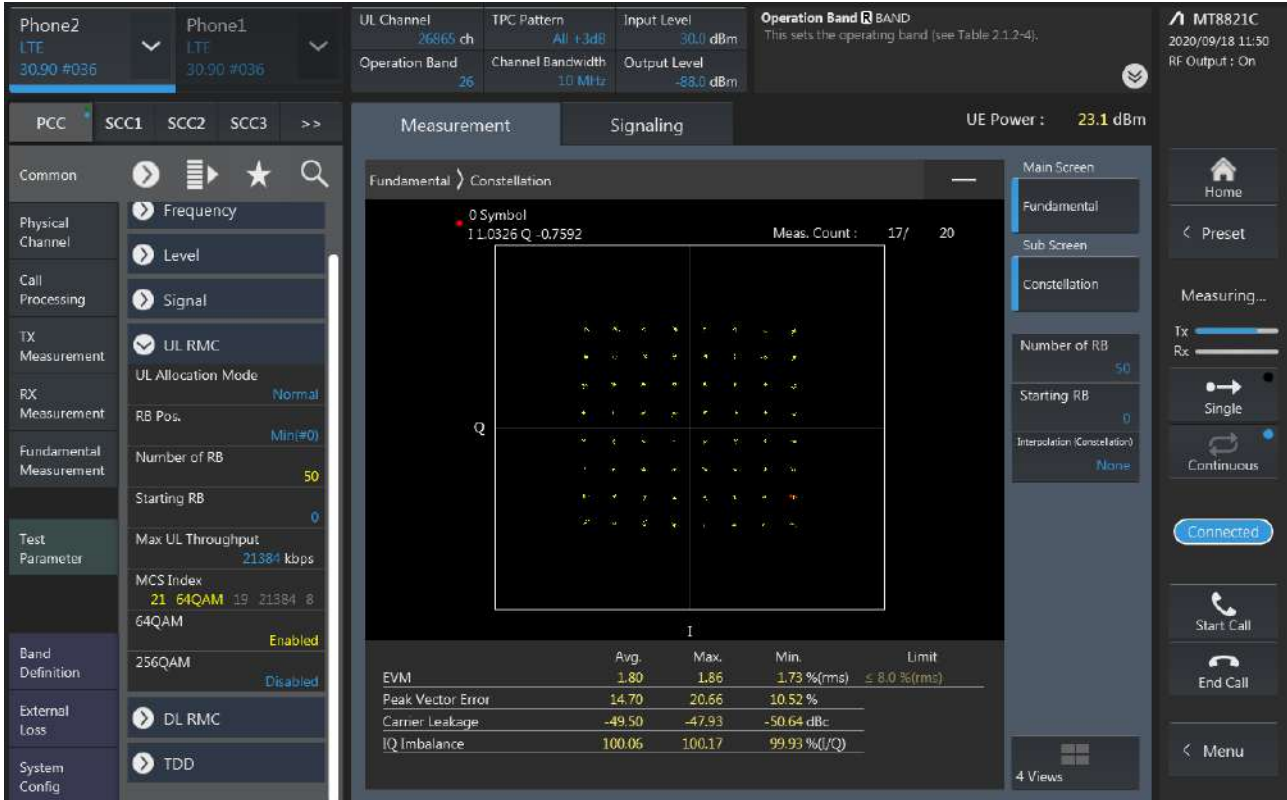 Phone2
LTE
30.90 #036
Phone1
LTE
30.90 #036
UL Channel
26865 ch
TPC Pattern
All +3dB
Input Level
30.0 dBm
Operation Band
26
Channel Bandwidth
10 MHz
Output Level
-88.0 dBm
Operation Band R BAND
This sets the operating band (see Table 2.1.2-4).
MT8821C
2020/09/18 11:50
RF Output : On
PCC SCC1 SCC2 SCC3 >>
Measurement
Signaling
UE Power : 23.1 dBm
Common
Physical
Channel
Call
Processing
TX
Measurement
RX
Measurement
Fundamental
Measurement
Test
Parameter
Band
Definition
External
Loss
System
Config
Frequency
Level
Signal
UL RMC
UL Allocation Mode
Normal
RB Pos.
Min(#0)
Number of RB
50
Starting RB
0
Max UL Throughput
21384 kbps
MCS Index
21 64QAM 19 21384 8
64QAM
Enabled
256QAM
Disabled
DL RMC
TDD
Fundamental 〉 Constellation
0 Symbol
I 1.0326 Q -0.7592
Meas. Count : 17/ 20
Q
I
Avg. Max. Min. Limit
EVM 1.80 1.86 1.73 %(rms) ≤ 8.0 %(rms)
Peak Vector Error 14.70 20.66 10.52 %
Carrier Leakage -49.50 -47.93 -50.64 dBc
IQ Imbalance 100.06 100.17 99.93 %(I/Q)
Main Screen
Fundamental
Sub Screen
Constellation
Number of RB
50
Starting RB
0
Interpolation (Constellation)
None
4 Views
Home
< Preset
Measuring...
Tx
Rx
Single
Continuous
Connected
Start Call
End Call
< Menu